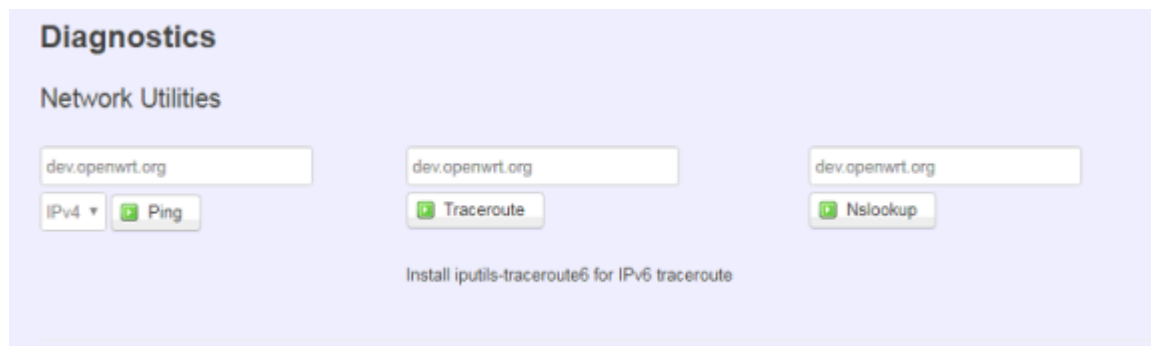 Diagnostics
Network Utilities
dev.openwrt.org
dev.openwrt.org
dev.openwrt.org
IPv4 Ping
Traceroute
Nslookup
Install iputils-traceroute6 for IPv6 traceroute